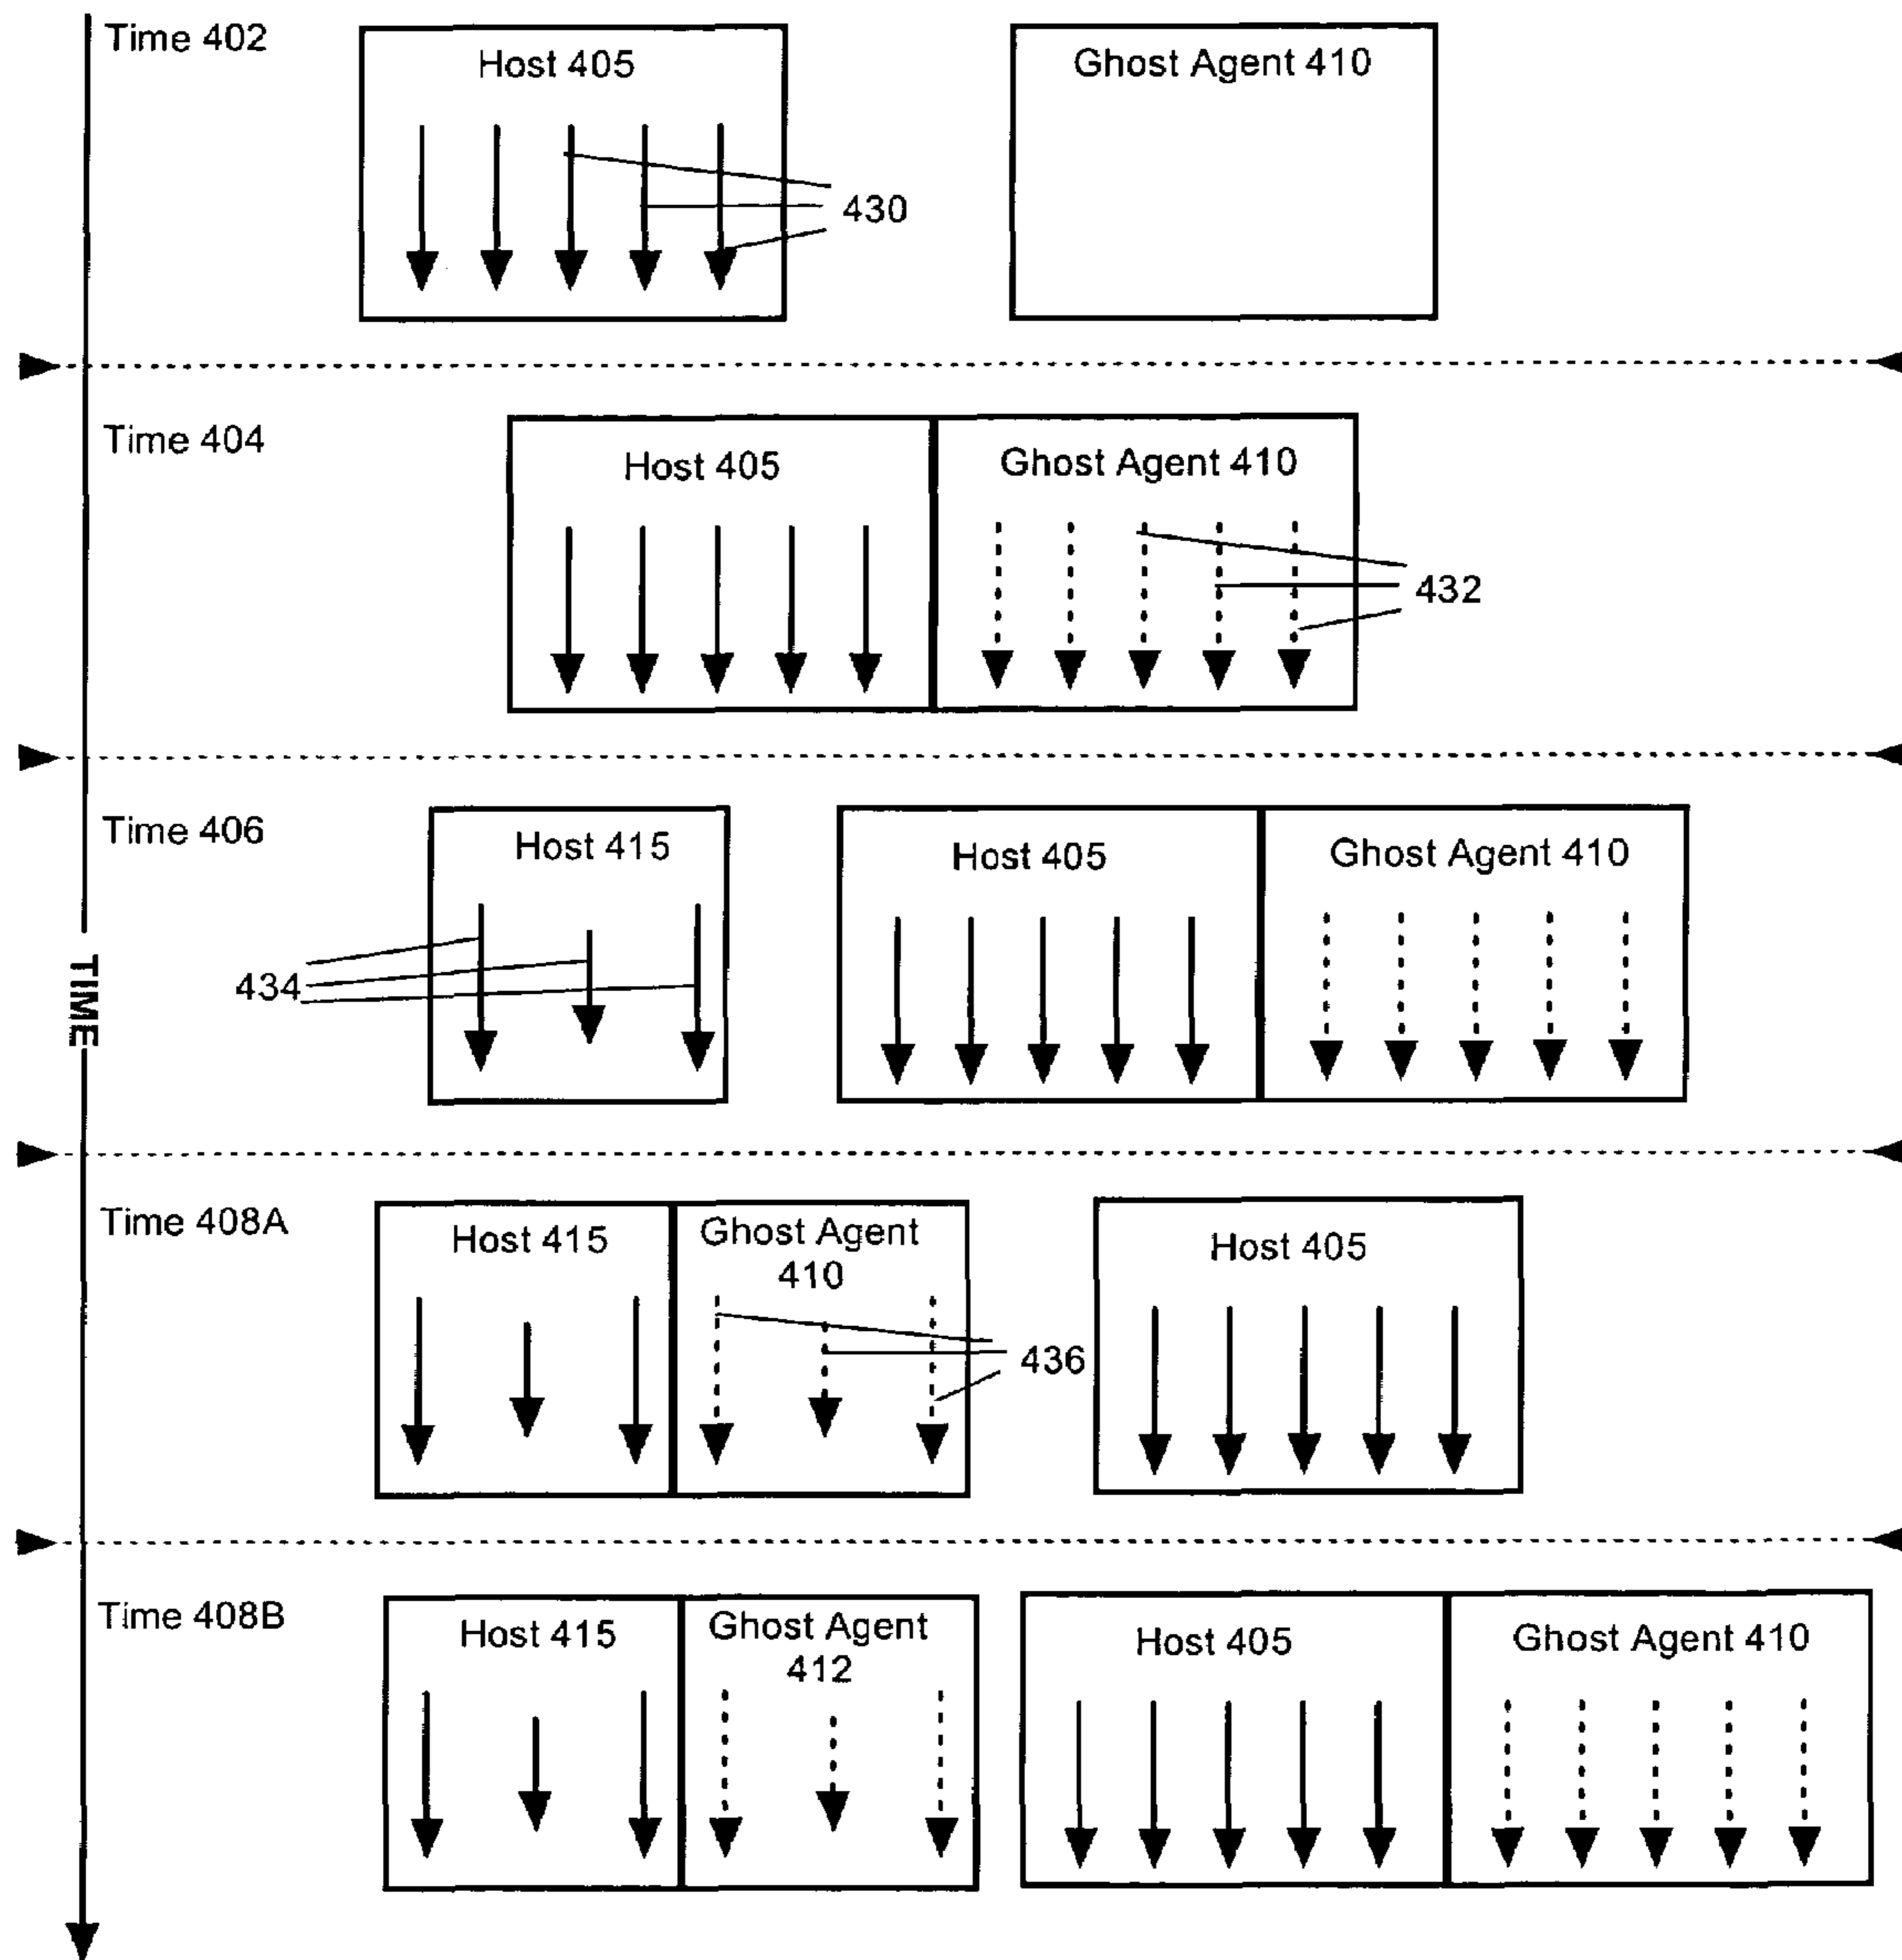 Time 402
Host 405
Ghost Agent 410
430
Time 404
Host 405
Ghost Agent 410
432
Time 406
Host 415
Host 405
Ghost Agent 410
434
TIME
Time 408A
Host 415
Ghost Agent
410
Host 405
436
Time 408B
Host 415
Ghost Agent
412
Host 405
Ghost Agent 410